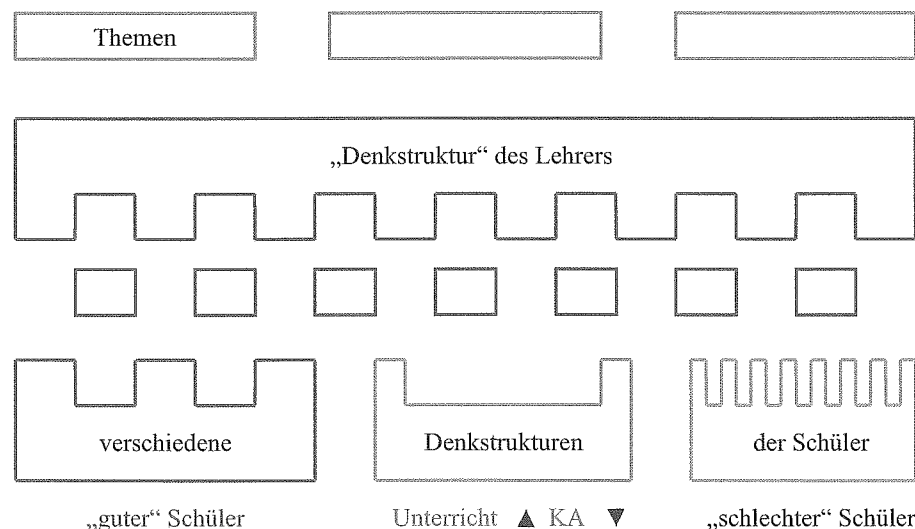 Themen
„Denkstruktur“ des Lehrers
verschiedene Denkstrukturen der Schüler
„guter“ Schüler Unterricht ▲ KA ▼ „schlechter“ Schüler